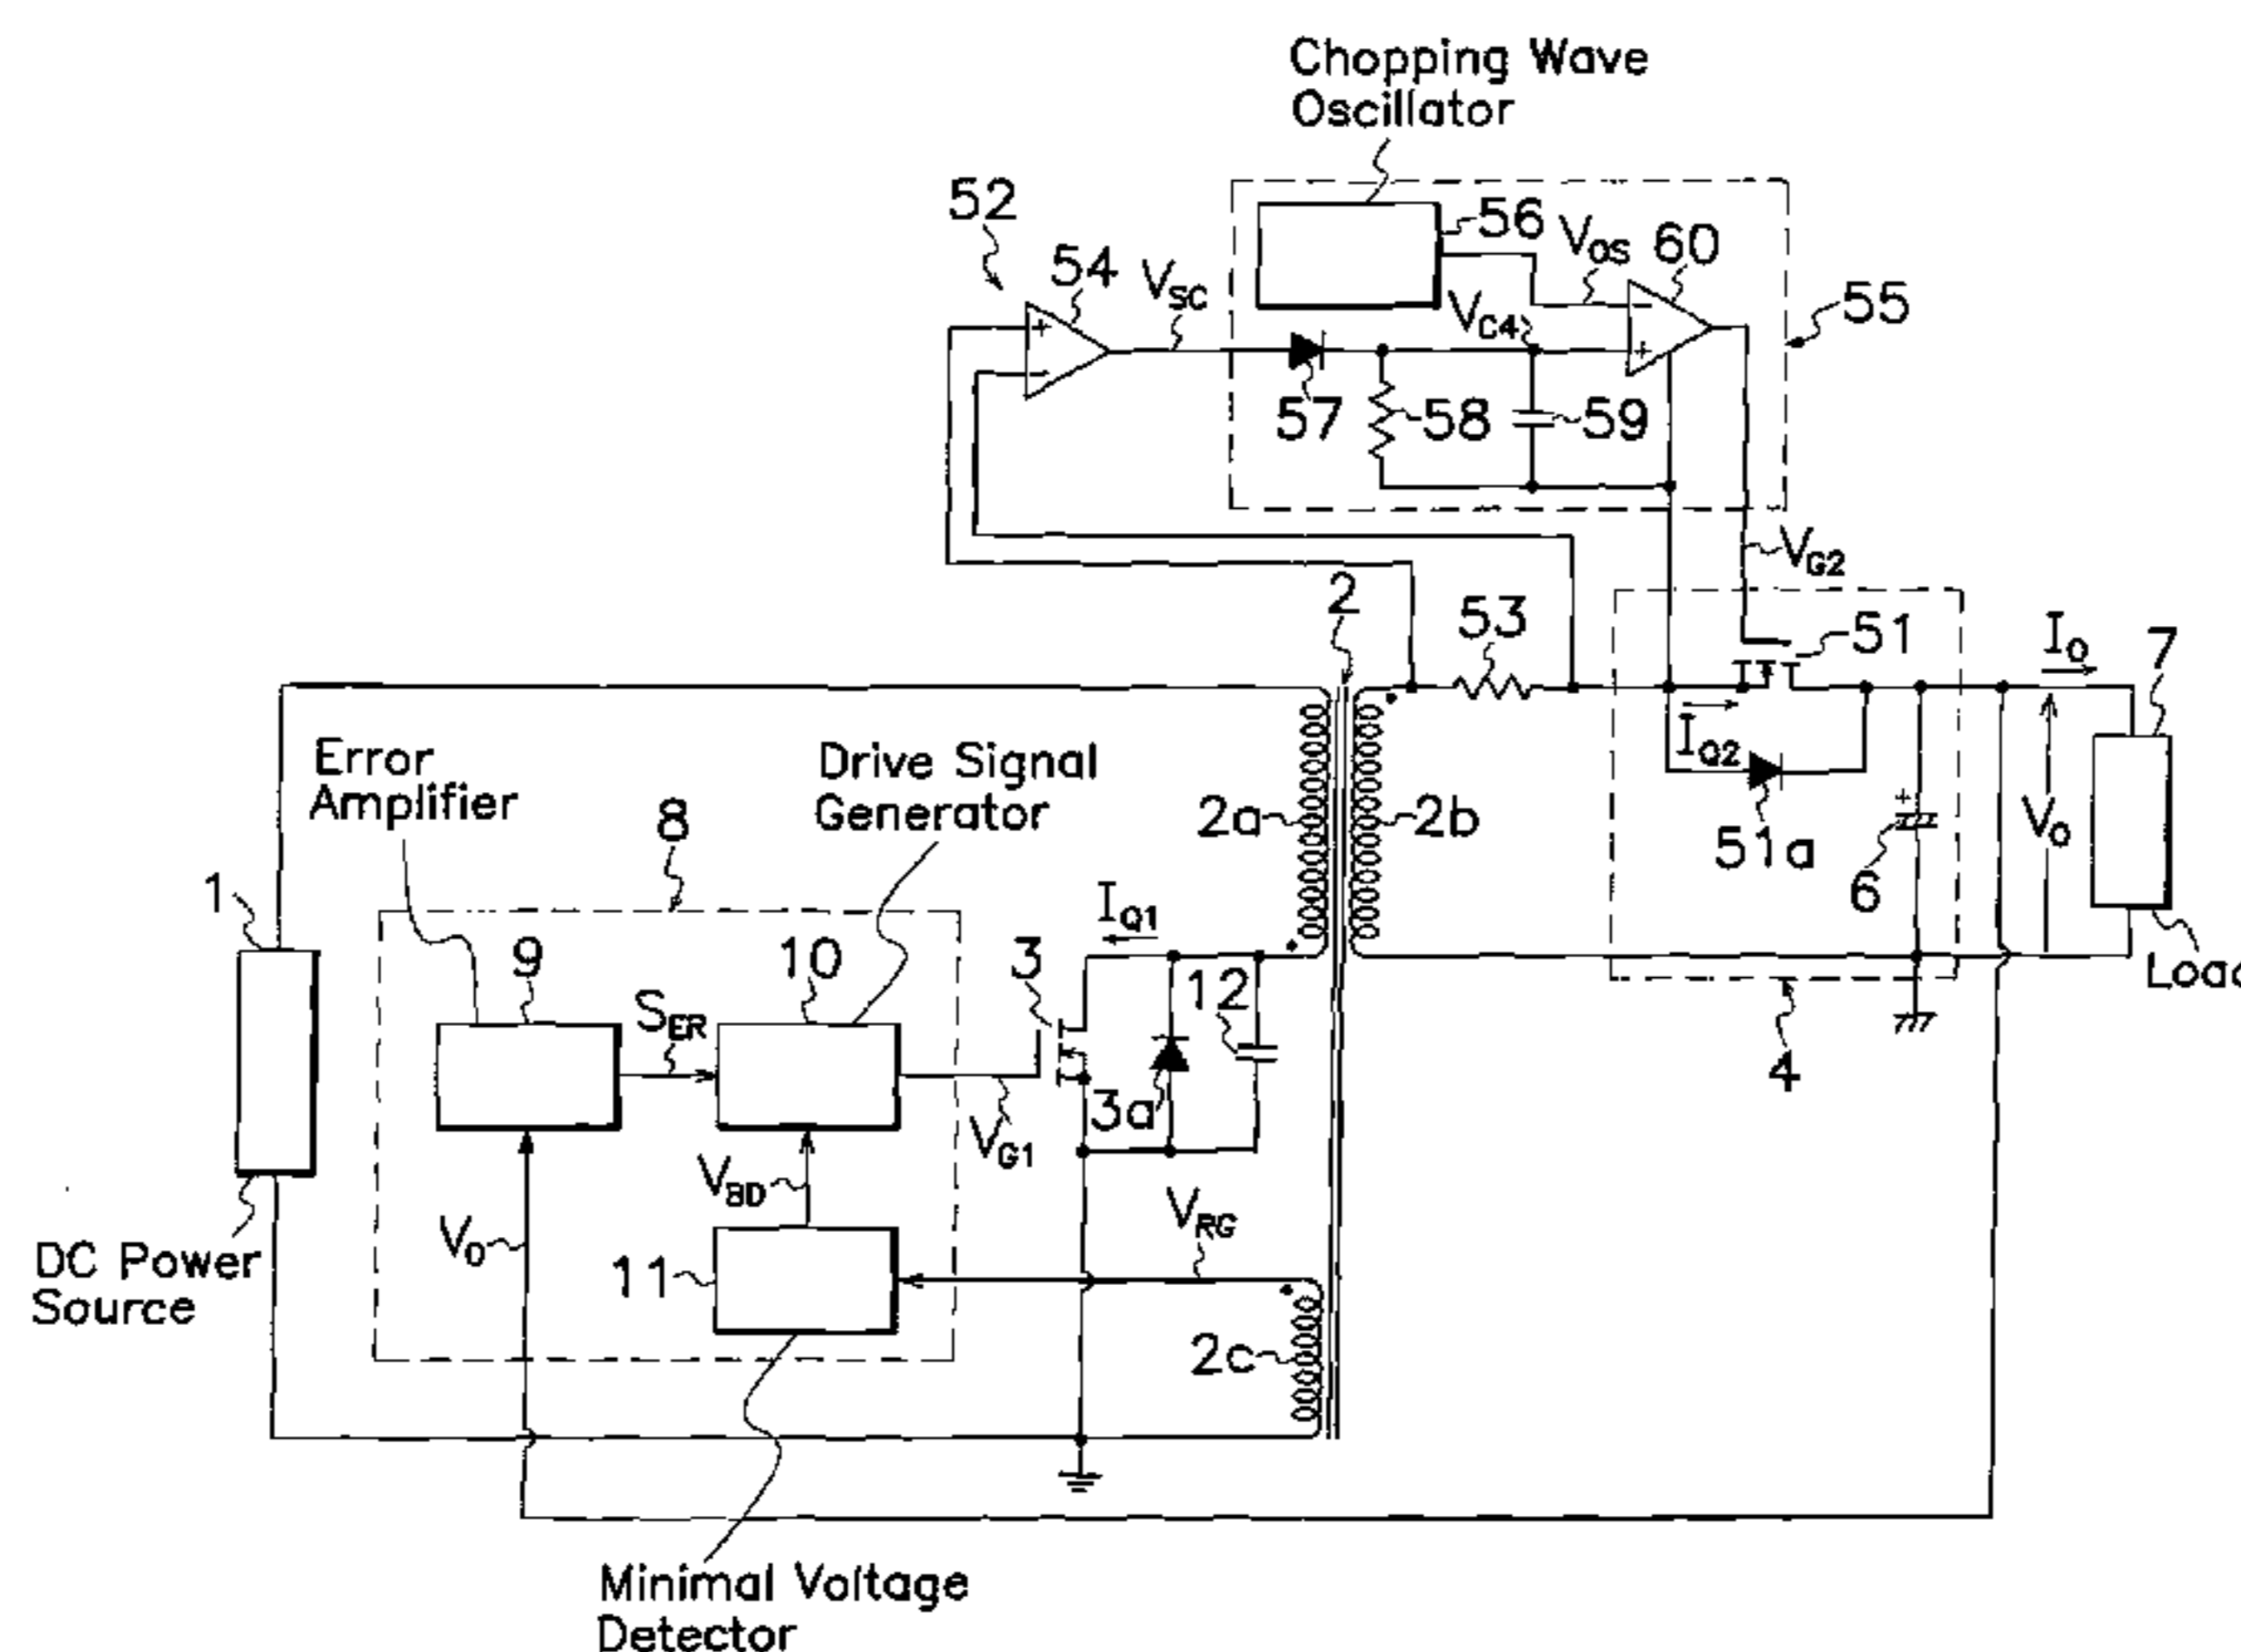 Chopping Wave
Oscillator
52
54
V_SC
56
V_OS
60
55
V_C4
57
58
59
V_G2
2
53
51
I_O
7
I_Q2
51a
6
V_O
Load
4
Error
Amplifier
8
Drive Signal
Generator
2a
2b
1
9
10
I_Q1
3
12
S_ER
3a
V_G1
V_BD
V_RG
V_O
11
2c
DC Power
Source
Minimal Voltage
Detector